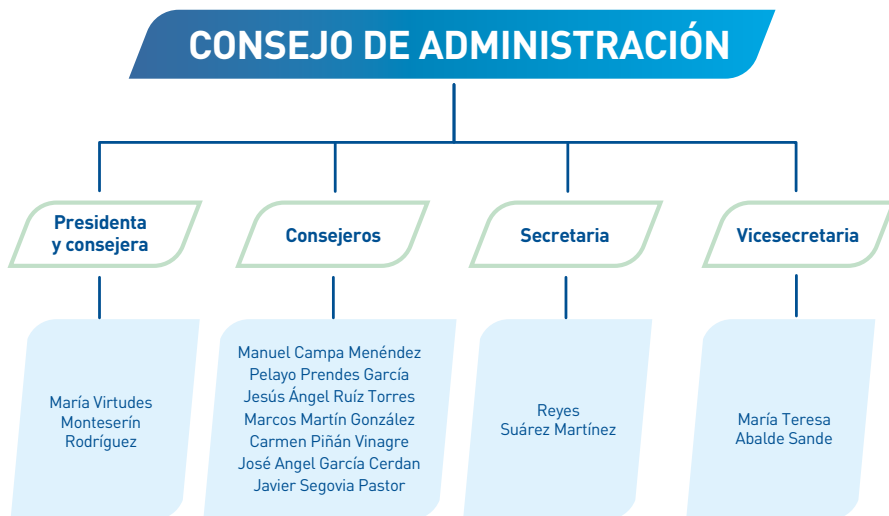 CONSEJO DE ADMINISTRACIÓN
Presidenta
y consejera
María Virtudes
Monteserín
Rodríguez
Consejeros
Manuel Campa Menéndez
Pelayo Prendes García
Jesús Ángel Ruíz Torres
Marcos Martín González
Carmen Piñán Vinagre
José Angel García Cerdan
Javier Segovia Pastor
Secretaria
Reyes
Suárez Martínez
Vicesecretaria
María Teresa
Abalde Sande